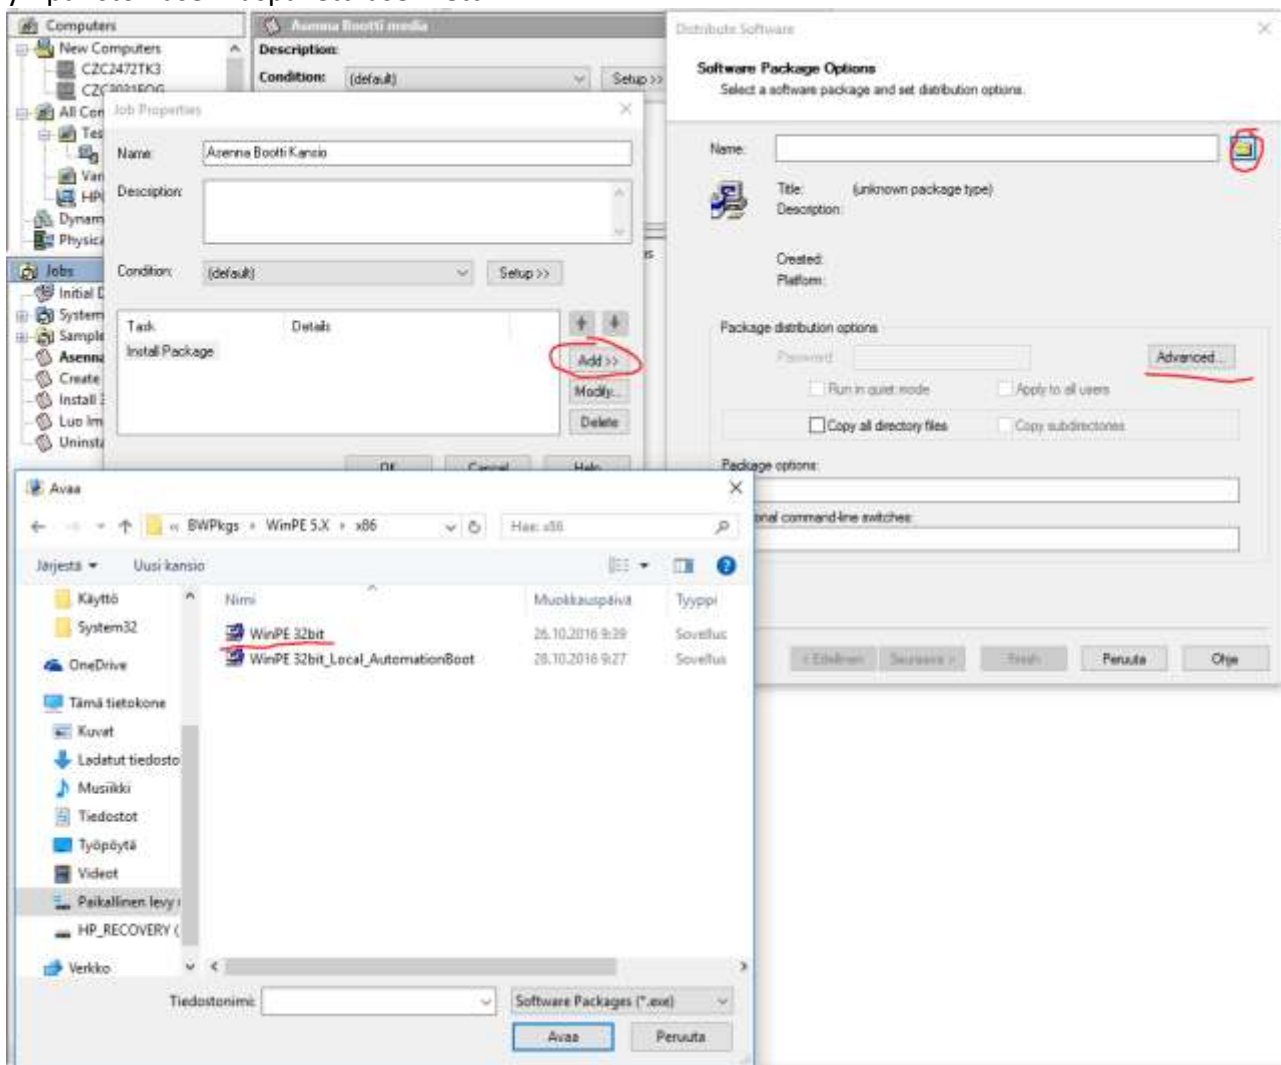 Computers
New Computers
CZC2472TK3
All Con
Tes
Van
HP
Dynam
Physica
Jobs
Initial D
System
Sample
Asenna
Create
Install
Luo Im
Uninsta
Asenna Bootti media
Description:
Condition: (default) Setup >>
Job Properties
Name: Asenna Bootti Kansio
Description:
Condition: (default) Setup >>
Task Details
Install Package
Add >>
Modify...
Delete
OK Cancel Help
Distribute Software
Software Package Options
Select a software package and set distribution options.
Name:
Title: (unknown package type)
Description:
Created:
Platform:
Package distribution options
Password:
Advanced...
Run in quiet mode Apply to all users
Copy all directory files Copy subdirectories
Package options:
onal command-line switches:
< Edellinen Seuraava > Finish Peruuta Ohje
Avaa
« BWPkgs › WinPE 5.X › x86 Hae: x86
Järjestä Uusi kansio
Nimi Muokkauspäivä Tyyppi
WinPE 32bit 26.10.2016 9:39 Sovellus
WinPE 32bit_Local_AutomationBoot 28.10.2016 9:27 Sovellus
Käyttö
System32
OneDrive
Tämä tietokone
Kuvat
Ladatut tiedosto
Musiikki
Tiedostot
Työpöytä
Videot
Paikallinen levy
HP_RECOVERY (
Verkko
Tiedostonimi: Software Packages (*.exe)
Avaa Peruuta